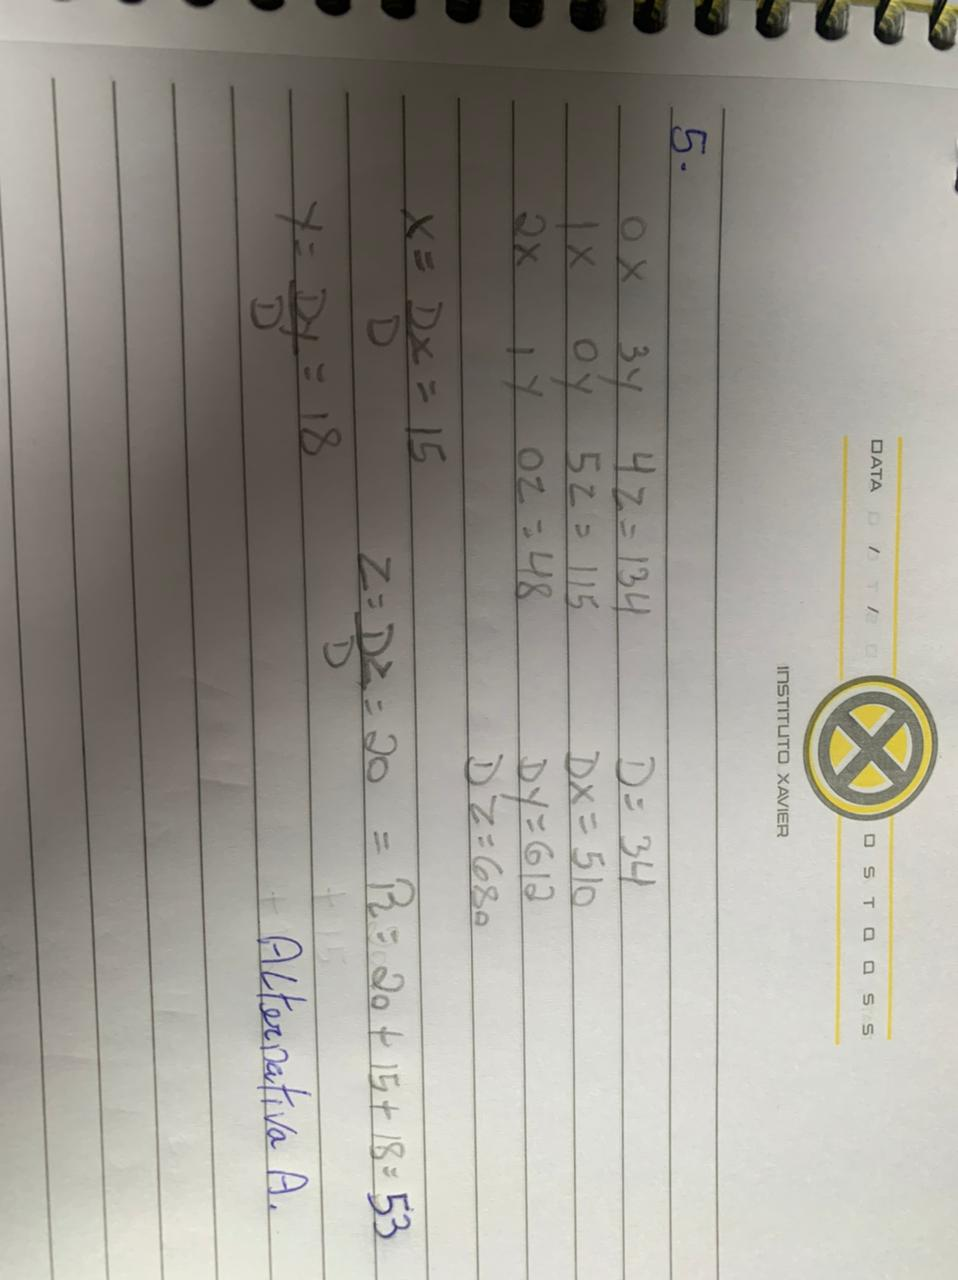 DATA
INSTITUTO XAVIER
5.
0x 3y 4z = 134 D = 34
1x 0y 5z = 115 Dx = 510
2x 1y 0z = 48 Dy = 612
Dz = 680
x = Dx/D = 15
z = Dz/D = 20 = R = 20 + 15 + 18 = 53
y = Dy/D = 18
Alternativa A.